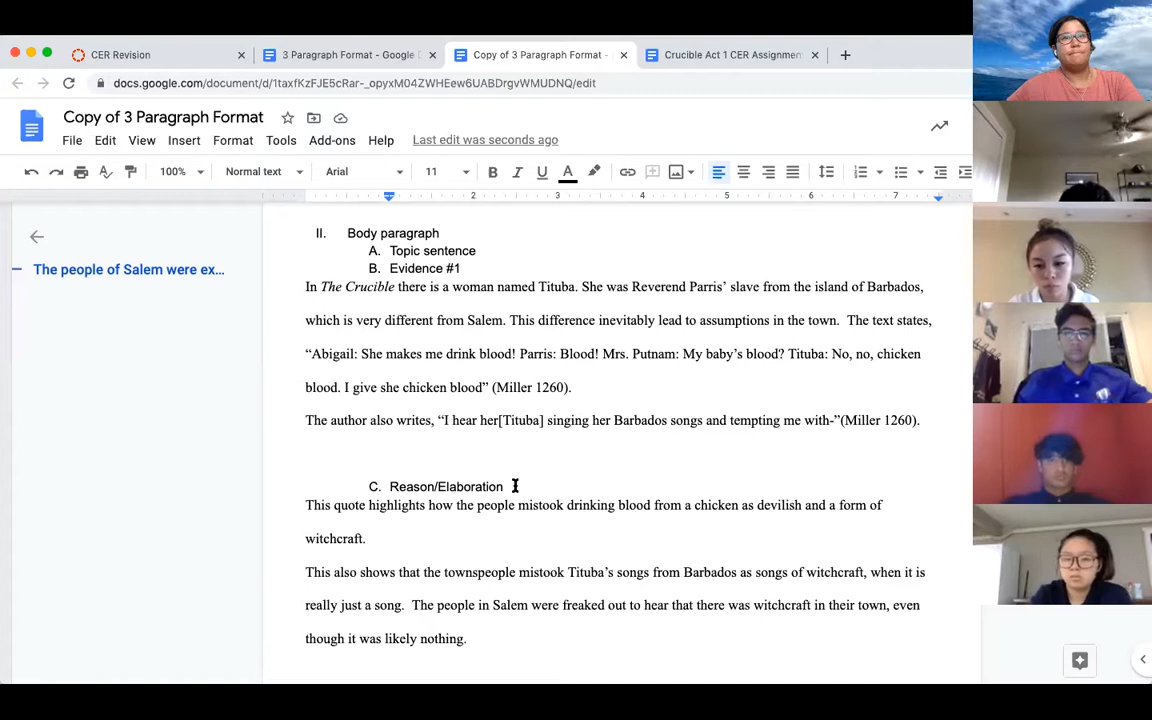 CER Revision
3 Paragraph Format - Google
Copy of 3 Paragraph Format -
Crucible Act 1 CER Assignmen
docs.google.com/document/d/1taxfKzFJE5cRar-_opyxM04ZWHEew6UABDrgvWMUDNQ/edit
Copy of 3 Paragraph Format
File Edit View Insert Format Tools Add-ons Help Last edit was seconds ago
100% Normal text Arial 11 B I U A
2 3 4 5 6 7
The people of Salem were ex...
II. Body paragraph
A. Topic sentence
B. Evidence #1
In The Crucible there is a woman named Tituba. She was Reverend Parris’ slave from the island of Barbados,
which is very different from Salem. This difference inevitably lead to assumptions in the town. The text states,
“Abigail: She makes me drink blood! Parris: Blood! Mrs. Putnam: My baby’s blood? Tituba: No, no, chicken
blood. I give she chicken blood” (Miller 1260).
The author also writes, “I hear her[Tituba] singing her Barbados songs and tempting me with-”(Miller 1260).
C. Reason/Elaboration
This quote highlights how the people mistook drinking blood from a chicken as devilish and a form of
witchcraft.
This also shows that the townspeople mistook Tituba’s songs from Barbados as songs of witchcraft, when it is
really just a song. The people in Salem were freaked out to hear that there was witchcraft in their town, even
though it was likely nothing.